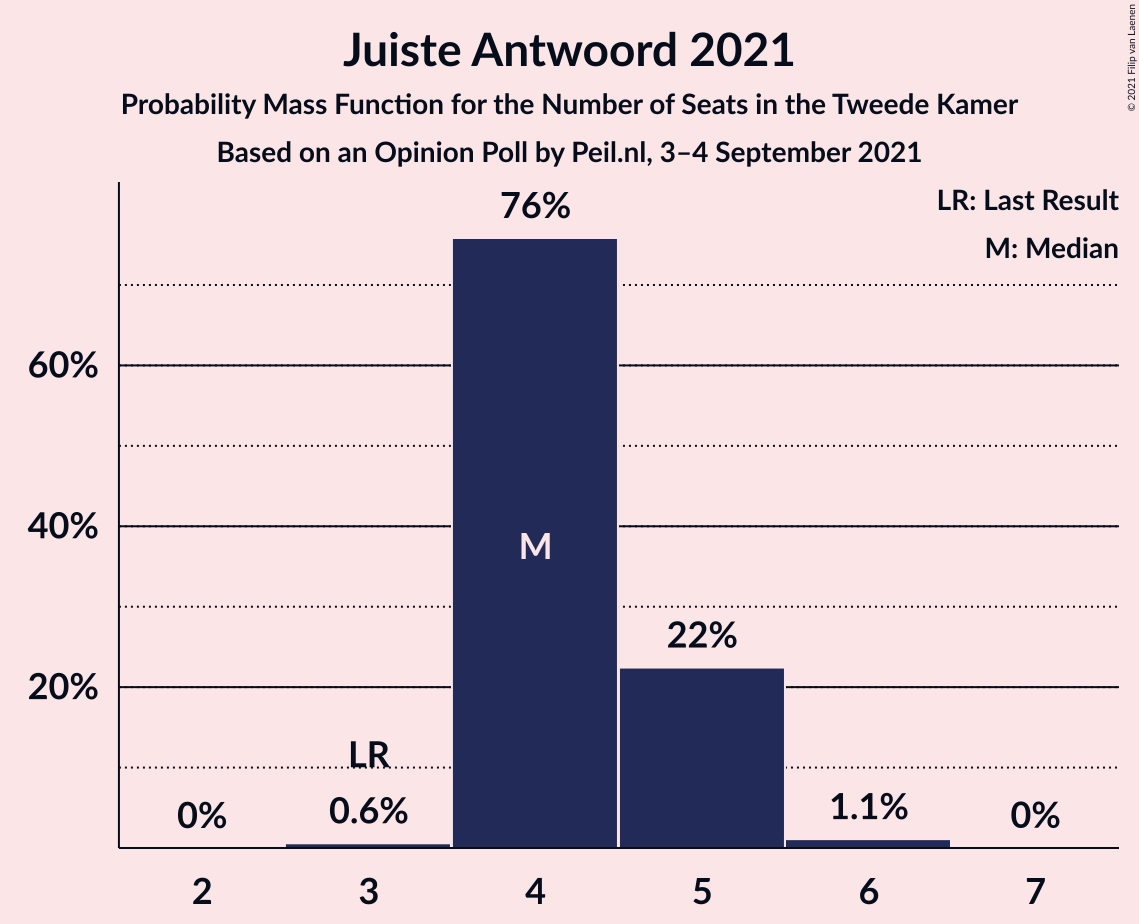 Juiste Antwoord 2021
Probability Mass Function for the Number of Seats in the Tweede Kamer
Based on an Opinion Poll by Peil.nl, 3–4 September 2021
© 2021 Filip van Laenen
LR: Last Result
M: Median
76%
60%
40%
M
22%
20%
LR
0%
0.6%
1.1%
0%
2 3 4 5 6 7